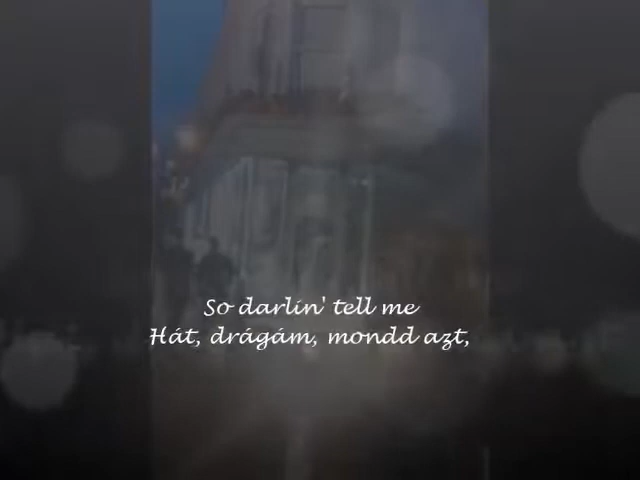 So darlin' tell me
Hát, drágám, mondd azt,